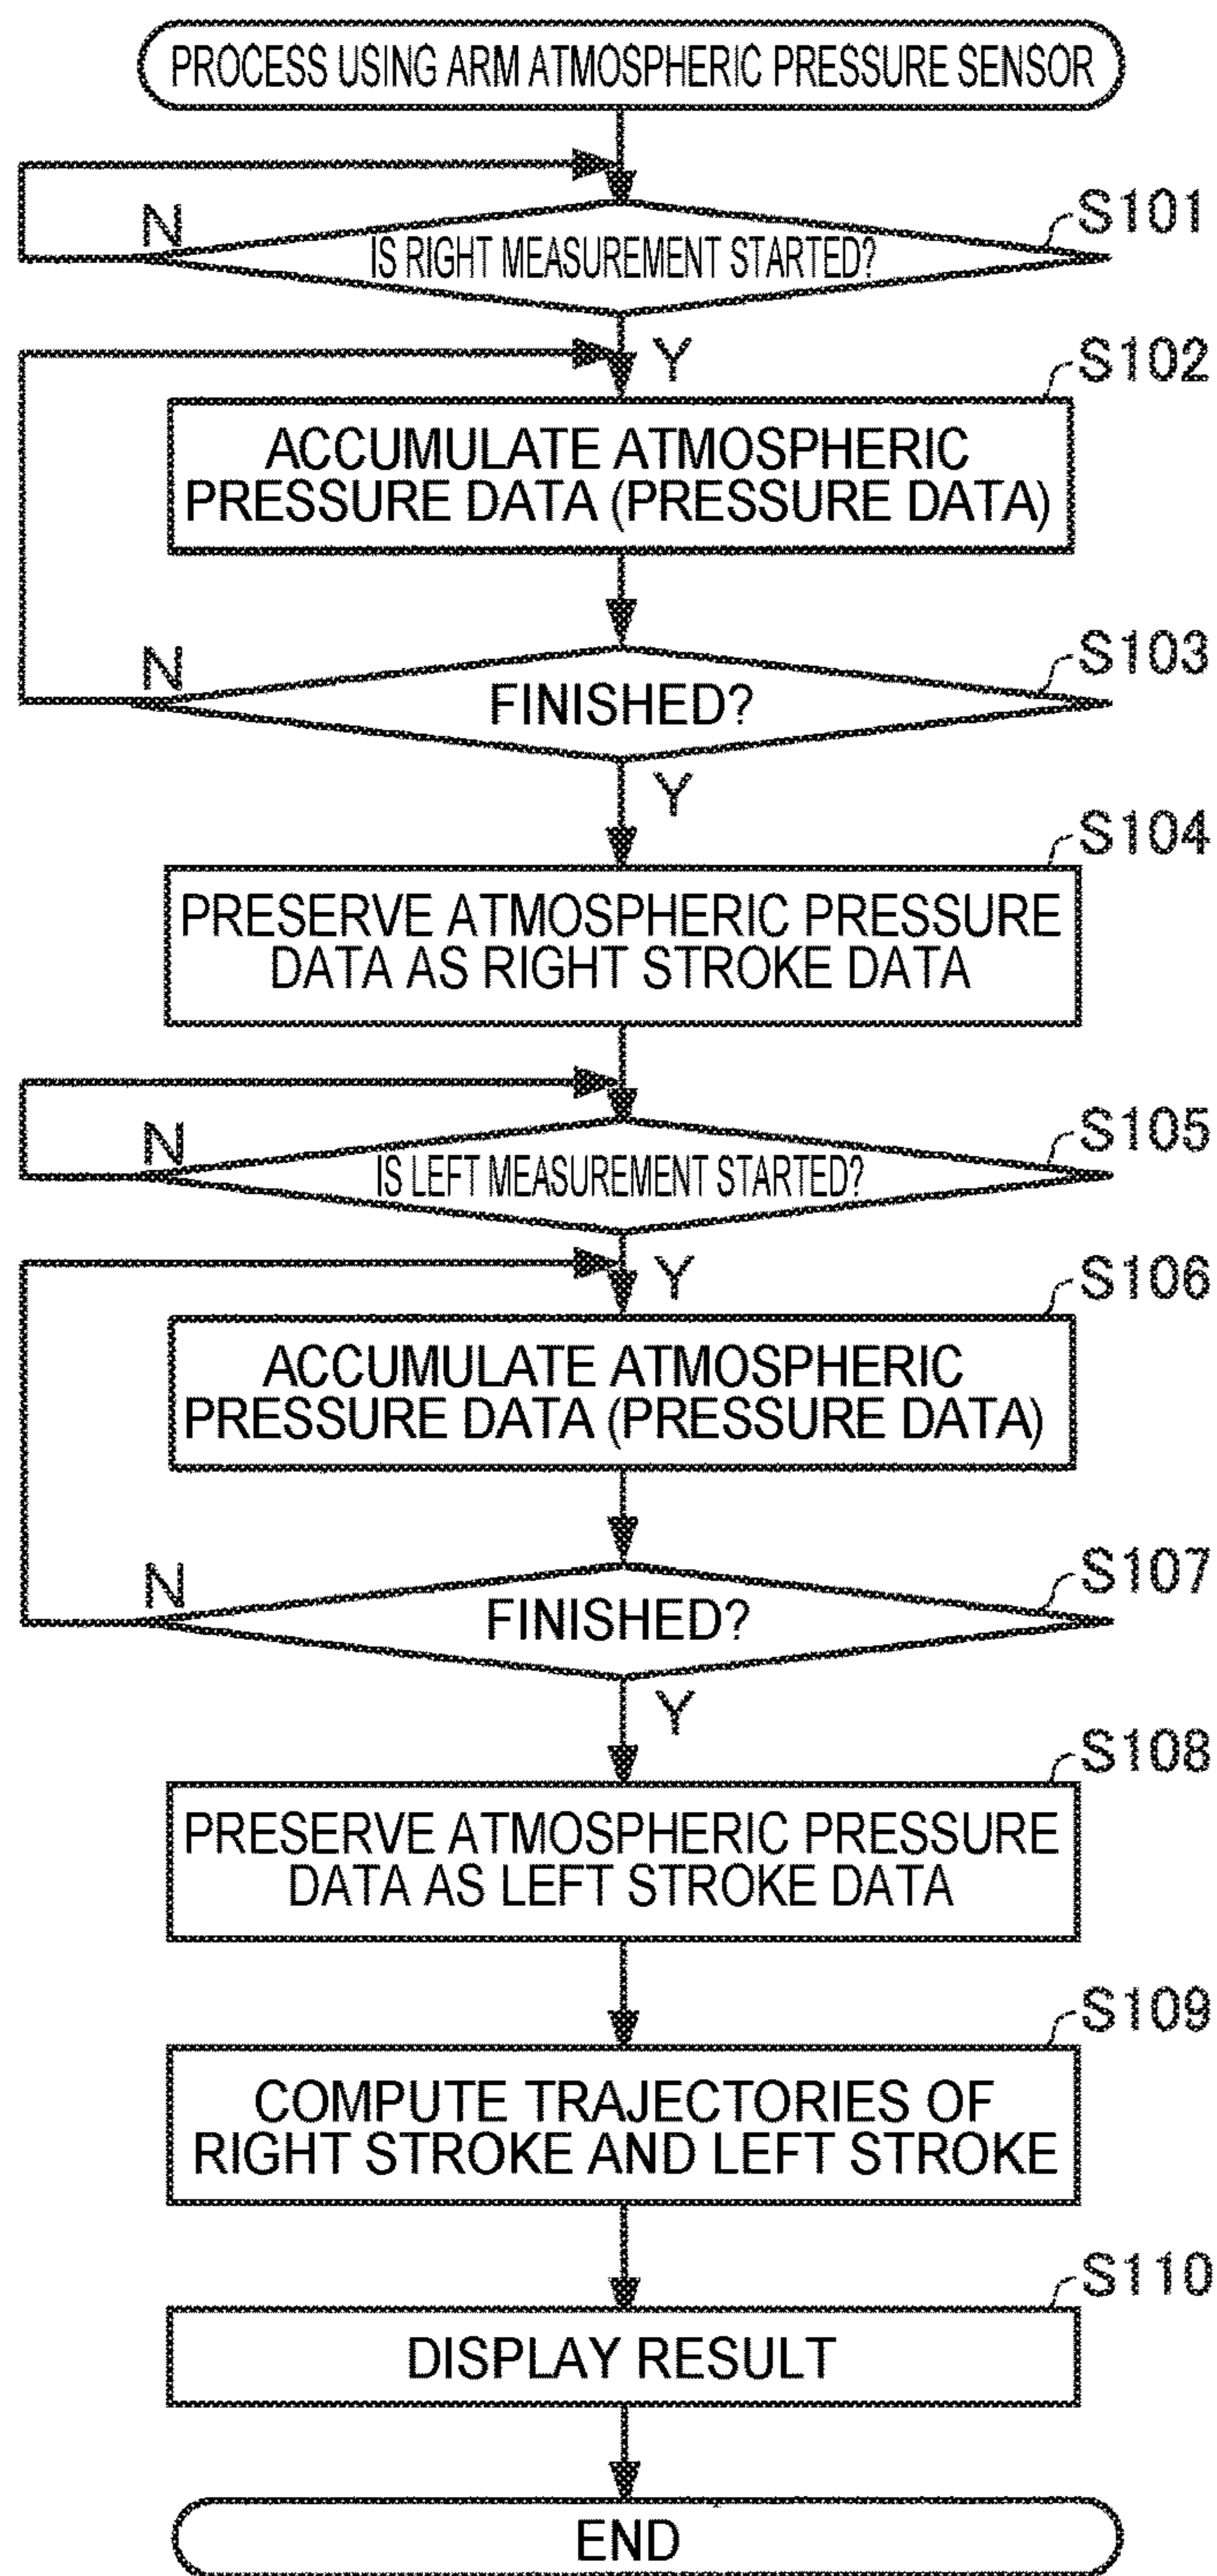 PROCESS USING ARM ATMOSPHERIC PRESSURE SENSOR
S101
N
IS RIGHT MEASUREMENT STARTED?
Y
S102
ACCUMULATE ATMOSPHERIC
PRESSURE DATA (PRESSURE DATA)
S103
N
FINISHED?
Y
S104
PRESERVE ATMOSPHERIC PRESSURE
DATA AS RIGHT STROKE DATA
S105
N
IS LEFT MEASUREMENT STARTED?
Y
S106
ACCUMULATE ATMOSPHERIC
PRESSURE DATA (PRESSURE DATA)
S107
N
FINISHED?
Y
S108
PRESERVE ATMOSPHERIC PRESSURE
DATA AS LEFT STROKE DATA
S109
COMPUTE TRAJECTORIES OF
RIGHT STROKE AND LEFT STROKE
S110
DISPLAY RESULT
END